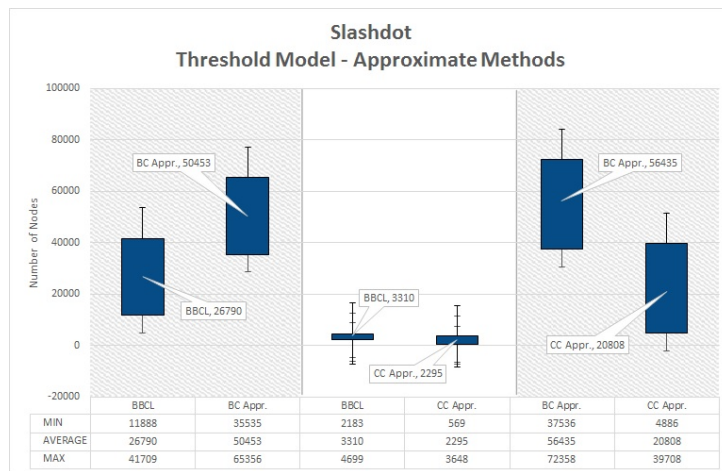 Slashdot
Threshold Model - Approximate Methods
Number of Nodes
100000
80000
60000
40000
20000
0
-20000
BC Appr., 50453
BBCL, 26790
BBCL, 3310
CC Appr., 2295
BC Appr., 56435
CC Appr., 20808
BBCL BC Appr. BBCL CC Appr. BC Appr. CC Appr.
MIN 11888 35535 2183 569 37536 4886
AVERAGE 26790 50453 3310 2295 56435 20808
MAX 41709 65356 4699 3648 72358 39708